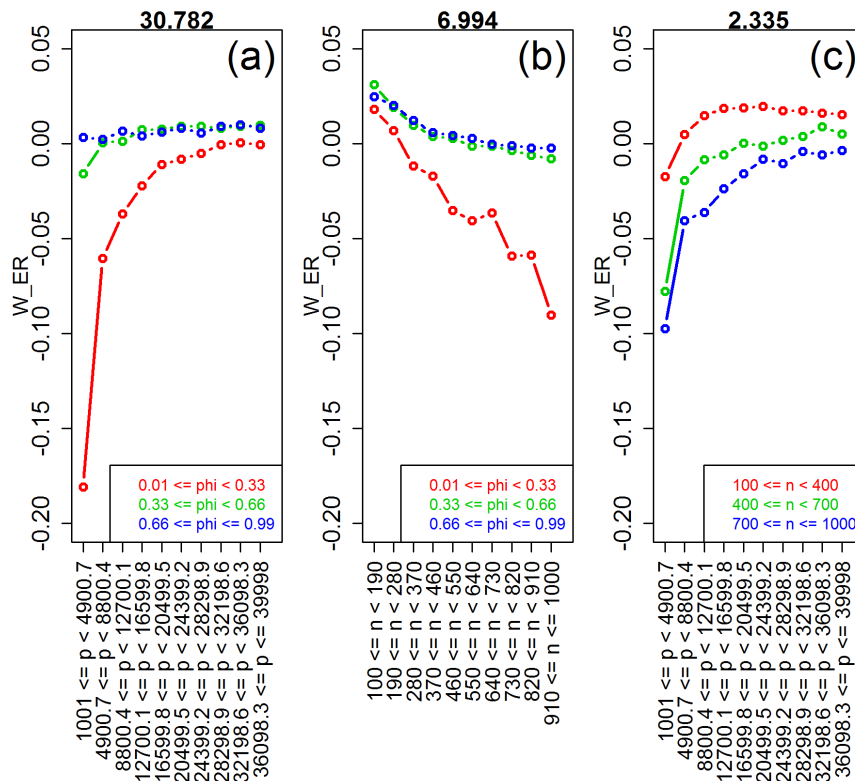 30.782
(a)
W_ER
0.05
0.00
-0.05
-0.10
-0.15
-0.20
0.01 <= phi < 0.33
0.33 <= phi < 0.66
0.66 <= phi <= 0.99
1001 <= p < 4900.7
4900.7 <= p < 8800.4
8800.4 <= p < 12700.1
12700.1 <= p < 16599.8
16599.8 <= p < 20499.5
20499.5 <= p < 24399.2
24399.2 <= p < 28298.9
28298.9 <= p < 32198.6
32198.6 <= p < 36098.3
36098.3 <= p <= 39998
6.994
(b)
W_ER
0.05
0.00
-0.05
-0.10
-0.15
-0.20
0.01 <= phi < 0.33
0.33 <= phi < 0.66
0.66 <= phi <= 0.99
100 <= n < 190
190 <= n < 280
280 <= n < 370
370 <= n < 460
460 <= n < 550
550 <= n < 640
640 <= n < 730
730 <= n < 820
820 <= n < 910
910 <= n <= 1000
2.335
(c)
W_ER
0.05
0.00
-0.05
-0.10
-0.15
-0.20
100 <= n < 400
400 <= n < 700
700 <= n <= 1000
1001 <= p < 4900.7
4900.7 <= p < 8800.4
8800.4 <= p < 12700.1
12700.1 <= p < 16599.8
16599.8 <= p < 20499.5
20499.5 <= p < 24399.2
24399.2 <= p < 28298.9
28298.9 <= p < 32198.6
32198.6 <= p < 36098.3
36098.3 <= p <= 39998